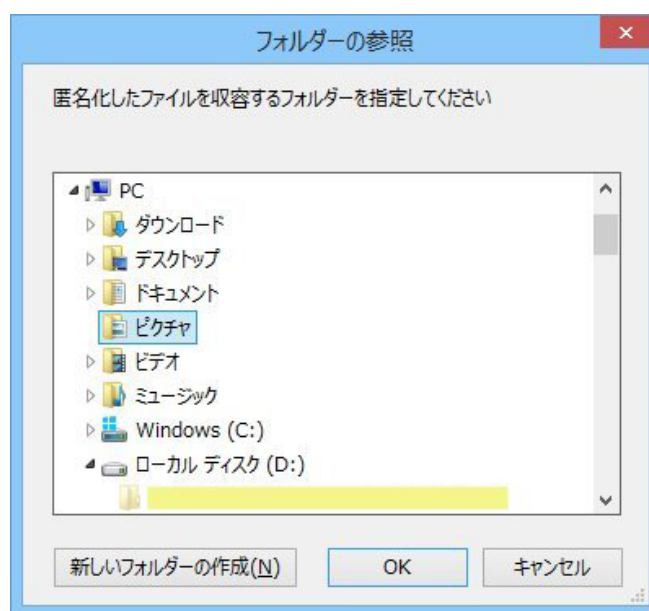 フォルダーの参照
匿名化したファイルを収容するフォルダーを指定してください
PC
ダウンロード
デスクトップ
ドキュメント
ピクチャ
ビデオ
ミュージック
Windows (C:)
ローカル ディスク (D:)
新しいフォルダーの作成(N)
OK
キャンセル